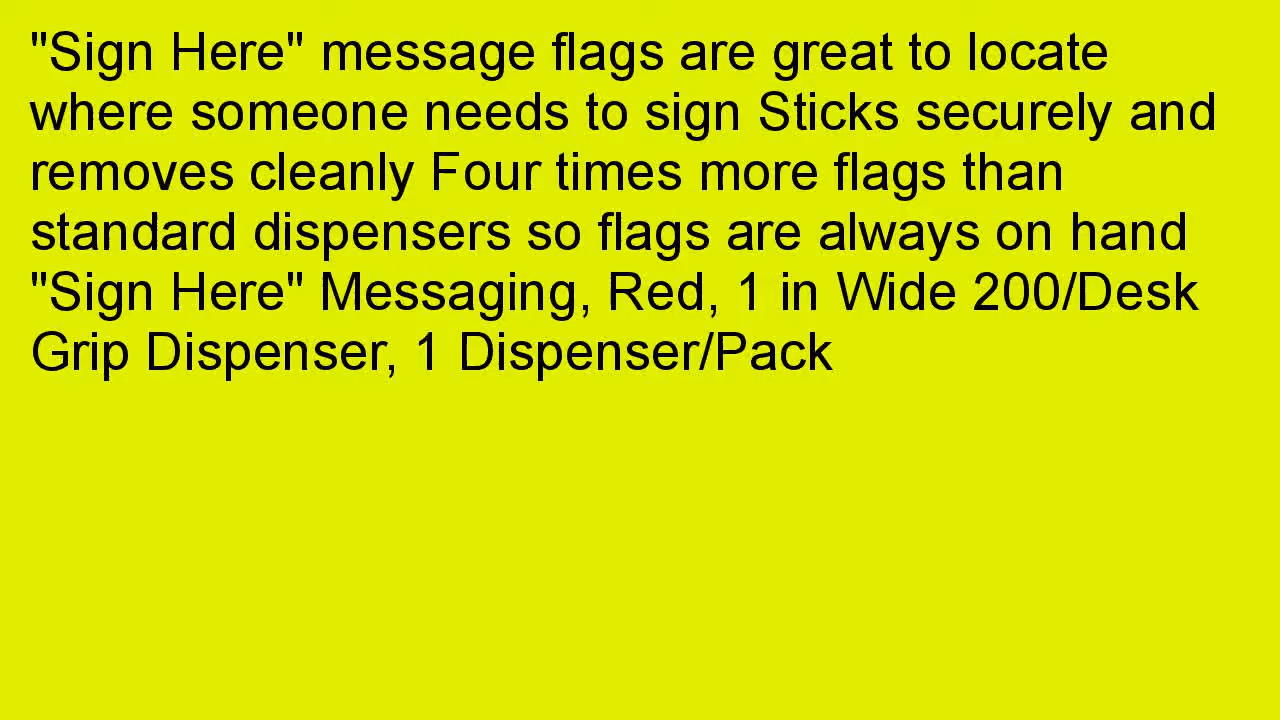 "Sign Here" message flags are great to locate
where someone needs to sign Sticks securely and
removes cleanly Four times more flags than
standard dispensers so flags are always on hand
"Sign Here" Messaging, Red, 1 in Wide 200/Desk
Grip Dispenser, 1 Dispenser/Pack